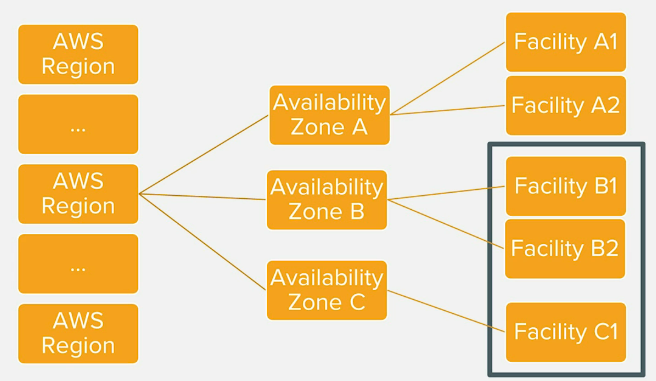 AWS
Region
...
AWS
Region
...
AWS
Region
Availability
Zone A
Availability
Zone B
Availability
Zone C
Facility A1
Facility A2
Facility B1
Facility B2
Facility C1